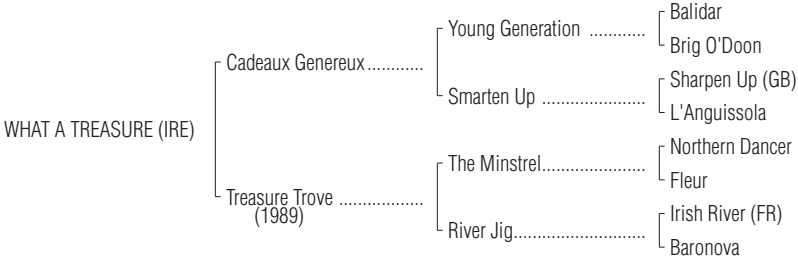 Balidar
Young Generation ............
Brig O'Doon
Cadeaux Genereux............
Sharpen Up (GB)
Smarten Up ......................
L'Anguissola
WHAT A TREASURE (IRE)
Northern Dancer
The Minstrel......................
Fleur
Treasure Trove ..................
(1989)
Irish River (FR)
River Jig............................
Baronova